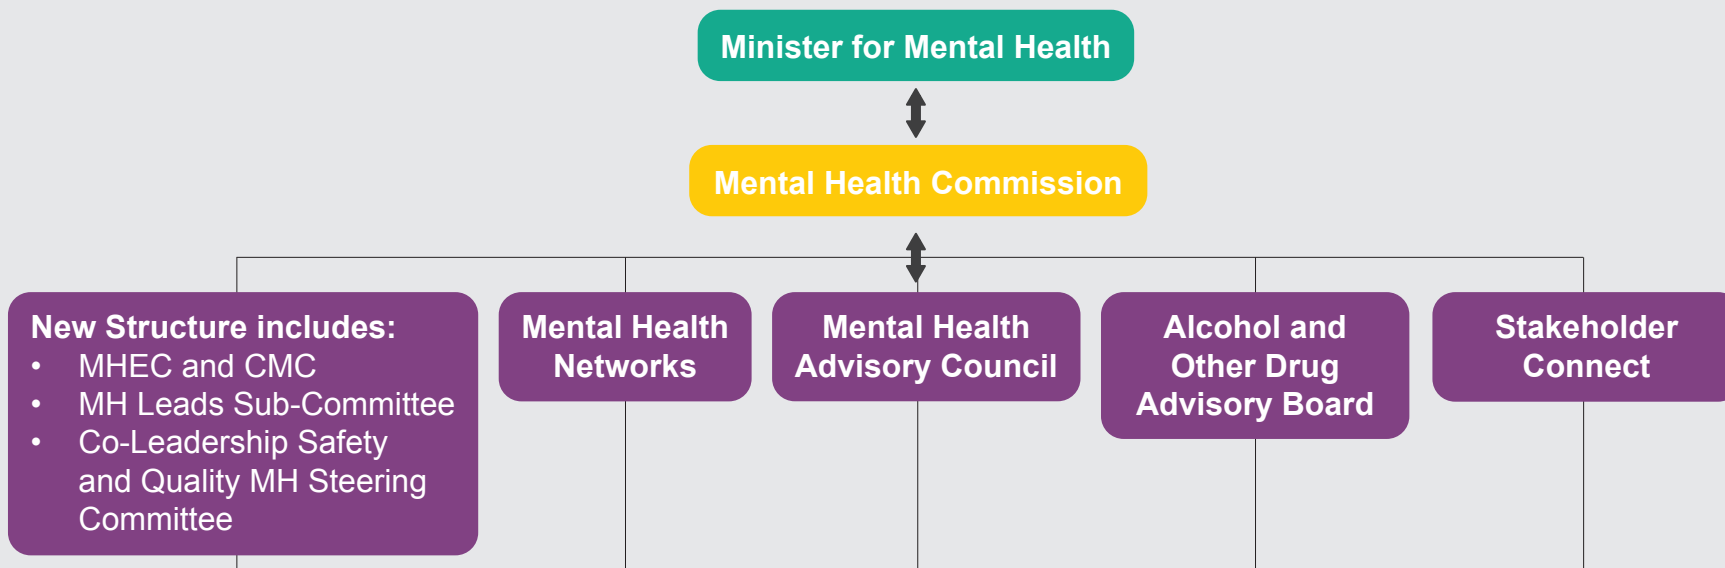 Minister for Mental Health
Mental Health Commission
New Structure includes:
• MHEC and CMC
• MH Leads Sub-Committee
• Co-Leadership Safety
and Quality MH Steering
Committee
Mental Health
Networks
Mental Health
Advisory Council
Alcohol and
Other Drug
Advisory Board
Stakeholder
Connect